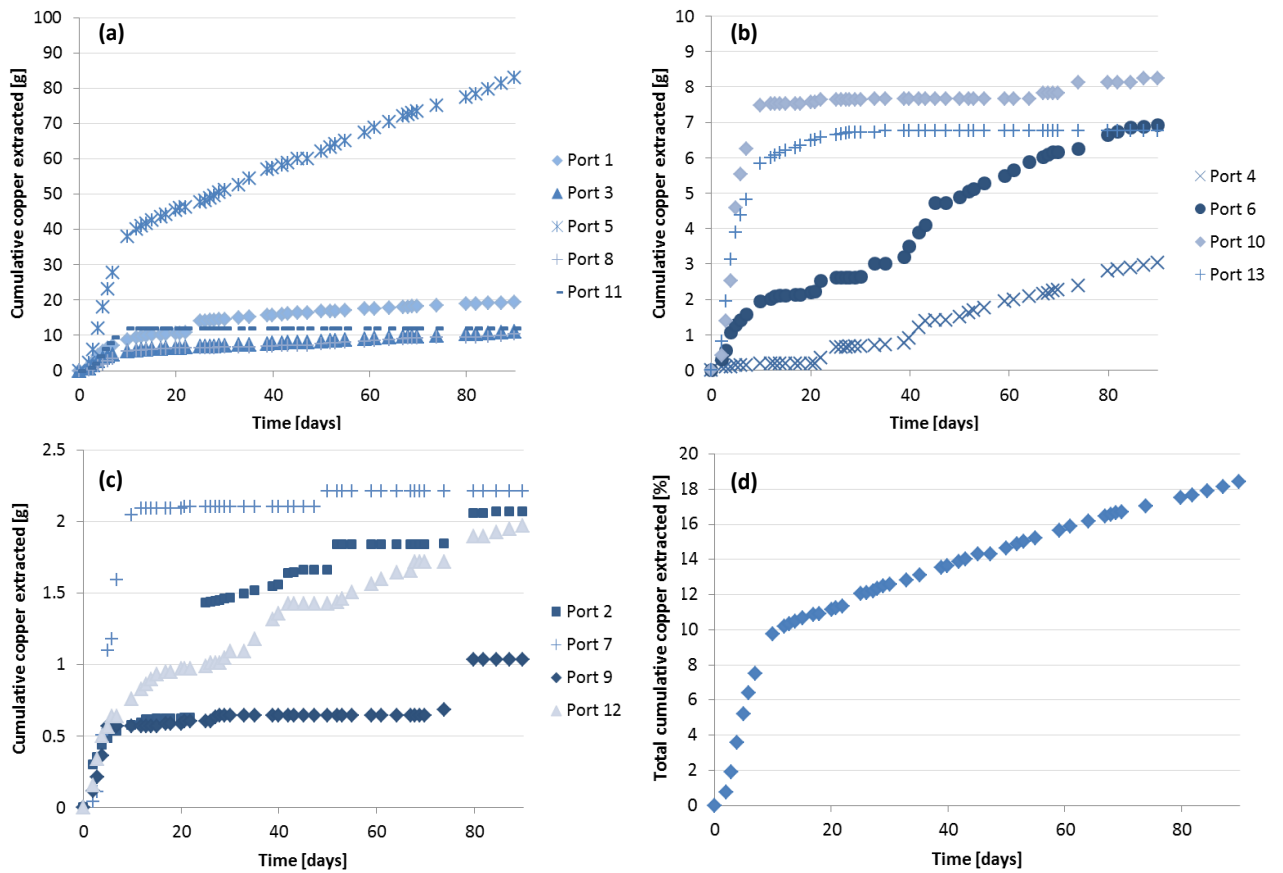 (a)
Cumulative copper extracted [g]
100
90
80
70
60
50
40
30
20
10
0
0 20 40 60 80
Time [days]
Port 1
Port 3
Port 5
Port 8
Port 11
(b)
Cumulative copper extracted [g]
10
9
8
7
6
5
4
3
2
1
0
0 20 40 60 80
Time [days]
Port 4
Port 6
Port 10
Port 13
(c)
Cumulative copper extracted [g]
2.5
2
1.5
1
0.5
0
0 20 40 60 80
Time [days]
Port 2
Port 7
Port 9
Port 12
(d)
Total cumulative copper extracted [%]
20
18
16
14
12
10
8
6
4
2
0
0 20 40 60 80
Time [days]